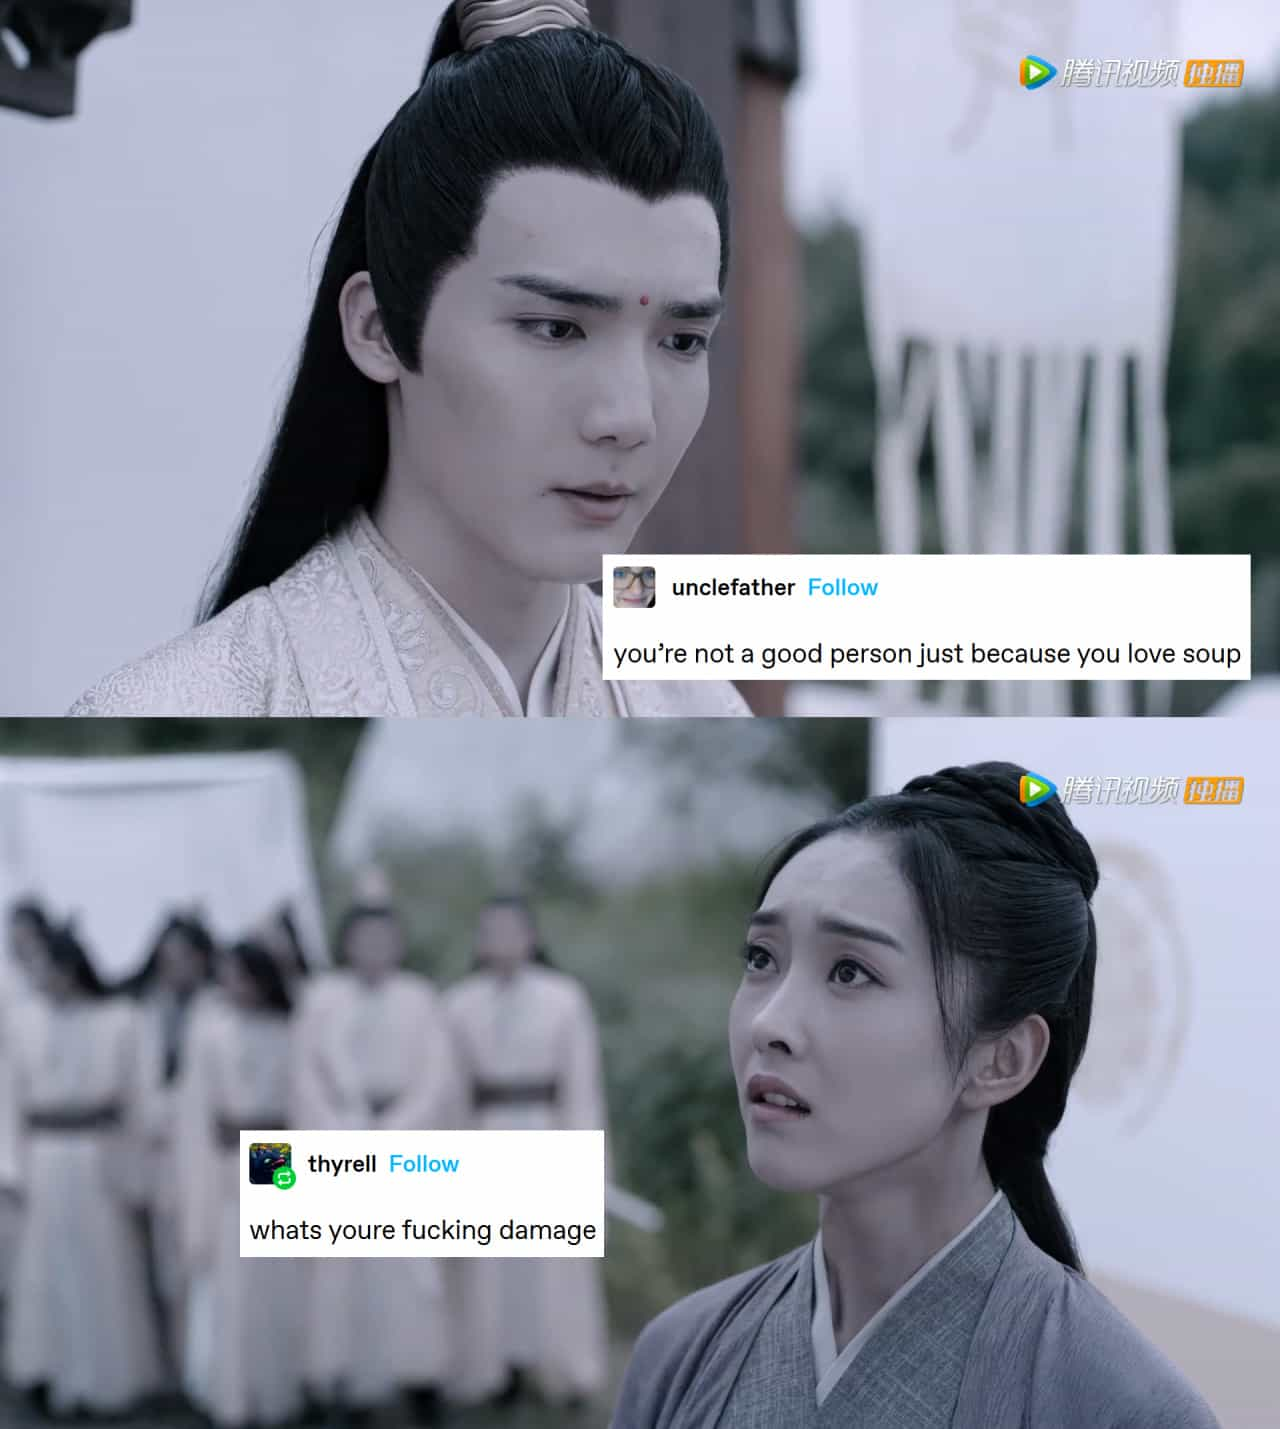 腾讯视频 独播
unclefather Follow
you’re not a good person just because you love soup
腾讯视频 独播
thyrell Follow
whats youre fucking damage